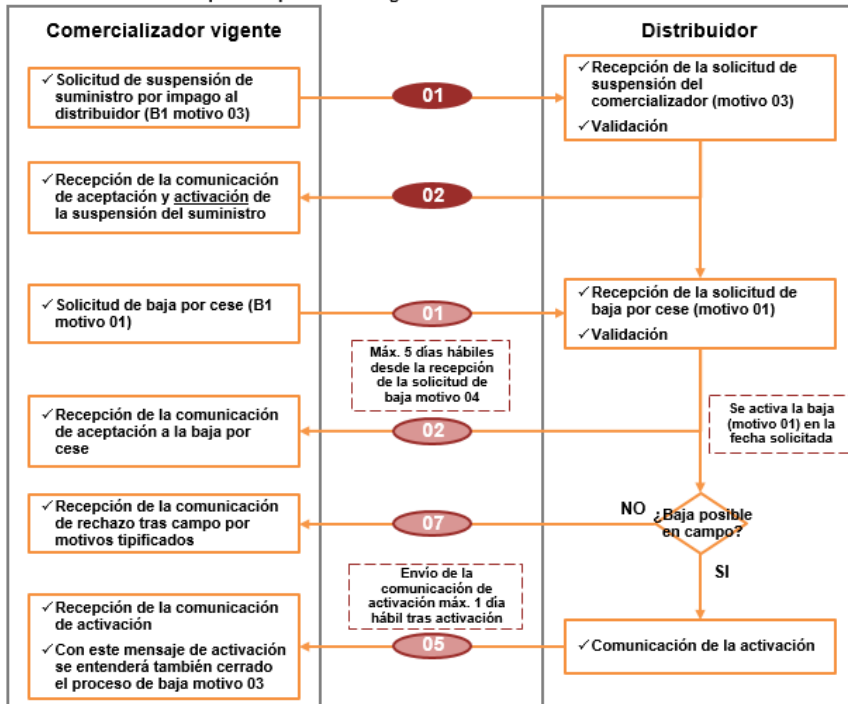 Comercializador vigente
Distribuidor
✓ Solicitud de suspensión de
suministro por impago al
distribuidor (B1 motivo 03)
01
✓ Recepción de la solicitud de
suspensión del
comercializador (motivo 03)
✓ Validación
✓ Recepción de la comunicación
de aceptación y activación de
la suspensión del suministro
02
✓ Solicitud de baja por cese (B1
motivo 01)
01
✓ Recepción de la solicitud de
baja por cese (motivo 01)
✓ Validación
Máx. 5 días hábiles
desde la recepción
de la solicitud de
baja motivo 04
✓ Recepción de la comunicación
de aceptación a la baja por
cese
02
Se activa la baja
(motivo 01) en la
fecha solicitada
✓ Recepción de la comunicación
de rechazo tras campo por
motivos tipificados
07
NO
¿Baja posible
en campo?
SI
Envío de la
comunicación de
activación máx. 1 día
hábil tras activación
✓ Recepción de la comunicación
de activación
✓ Con este mensaje de activación
se entenderá también cerrado
el proceso de baja motivo 03
05
✓ Comunicación de la activación